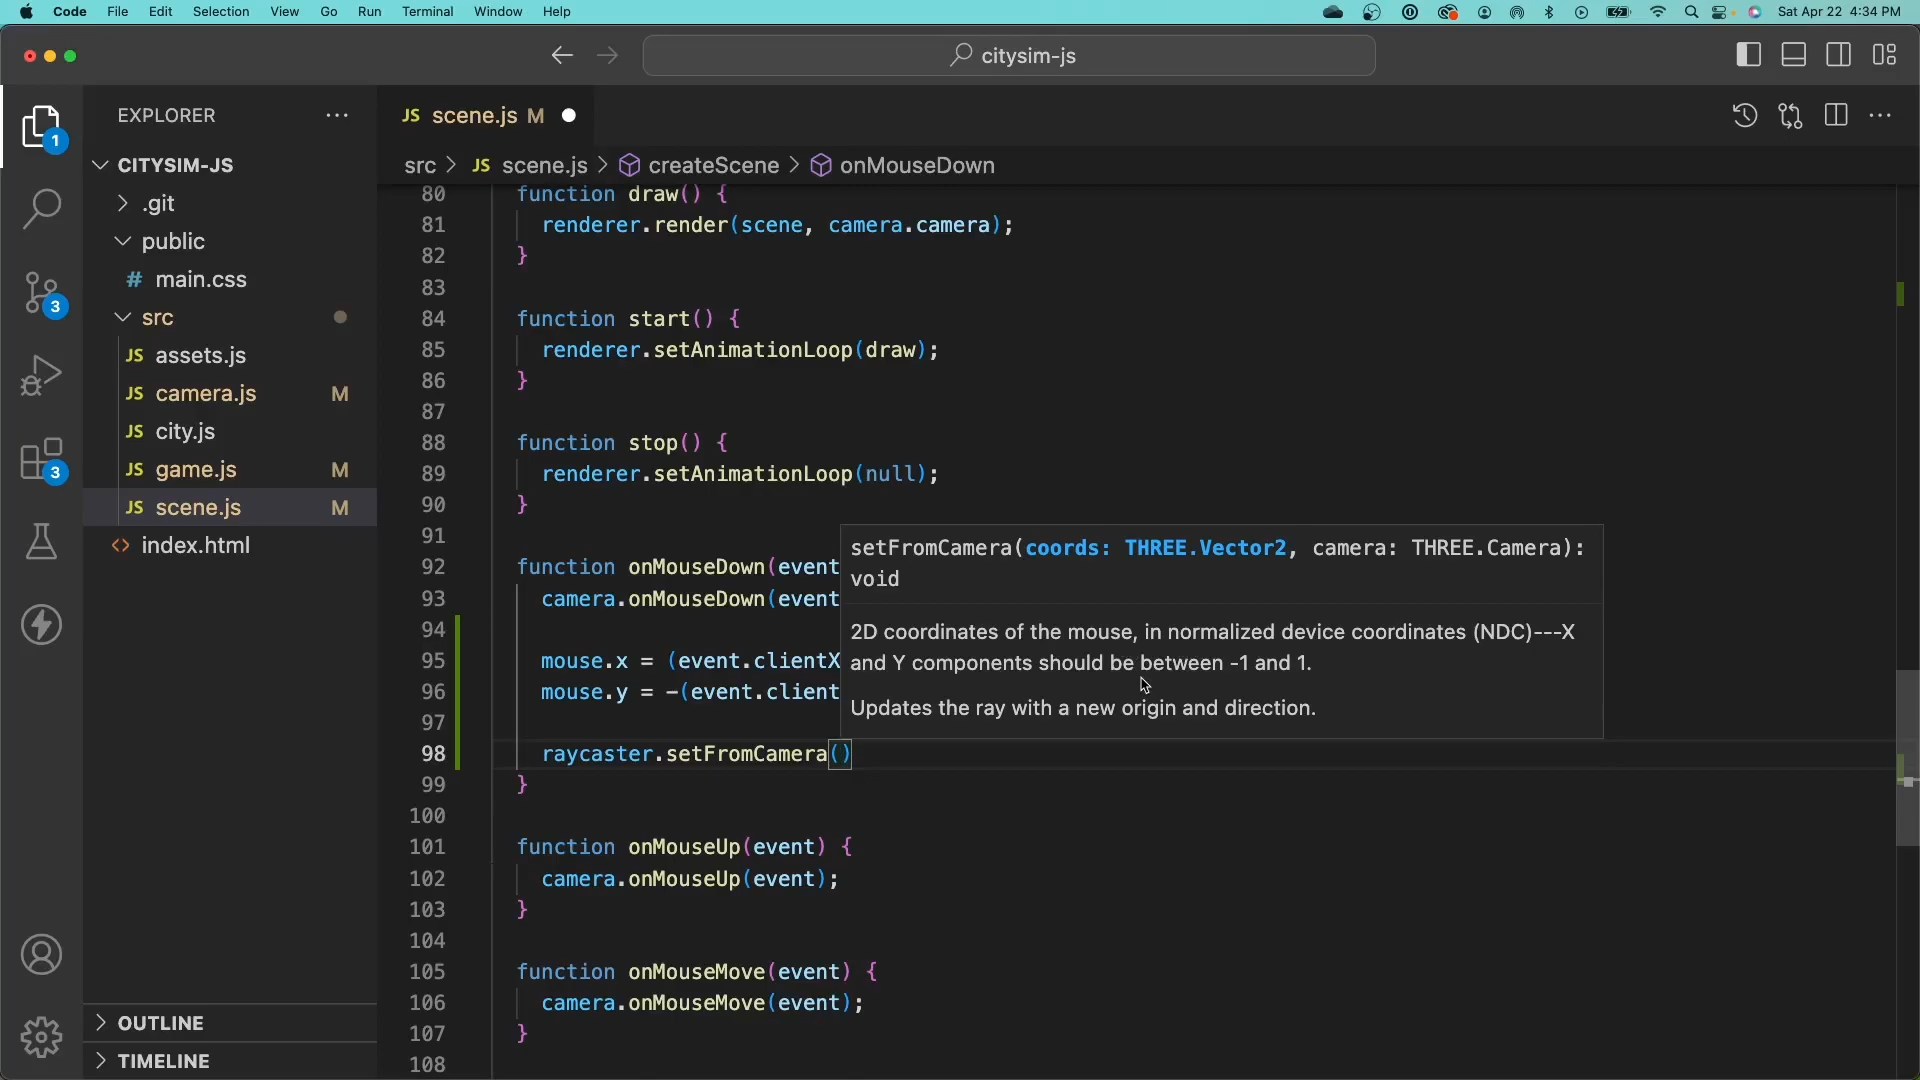 Code File Edit Selection View Go Run Terminal Window Help Sat Apr 22 4:34 PM
citysim-js
EXPLORER
JS scene.js M
CITYSIM-JS
src > JS scene.js > createScene > onMouseDown
.git
public
# main.css
src
JS assets.js
JS camera.js M
JS city.js
JS game.js M
JS scene.js M
<> index.html
1
3
3
OUTLINE
TIMELINE
80 function draw() {
81 renderer.render(scene, camera.camera);
82 }
83
84 function start() {
85 renderer.setAnimationLoop(draw);
86 }
87
88 function stop() {
89 renderer.setAnimationLoop(null);
90 }
91
92 function onMouseDown(event
93 camera.onMouseDown(event
94
95 mouse.x = (event.clientX
96 mouse.y = -(event.client
97
98 raycaster.setFromCamera()
99 }
100
101 function onMouseUp(event) {
102 camera.onMouseUp(event);
103 }
104
105 function onMouseMove(event) {
106 camera.onMouseMove(event);
107 }
108
setFromCamera(coords: THREE.Vector2, camera: THREE.Camera):
void
2D coordinates of the mouse, in normalized device coordinates (NDC)---X
and Y components should be between -1 and 1.
Updates the ray with a new origin and direction.